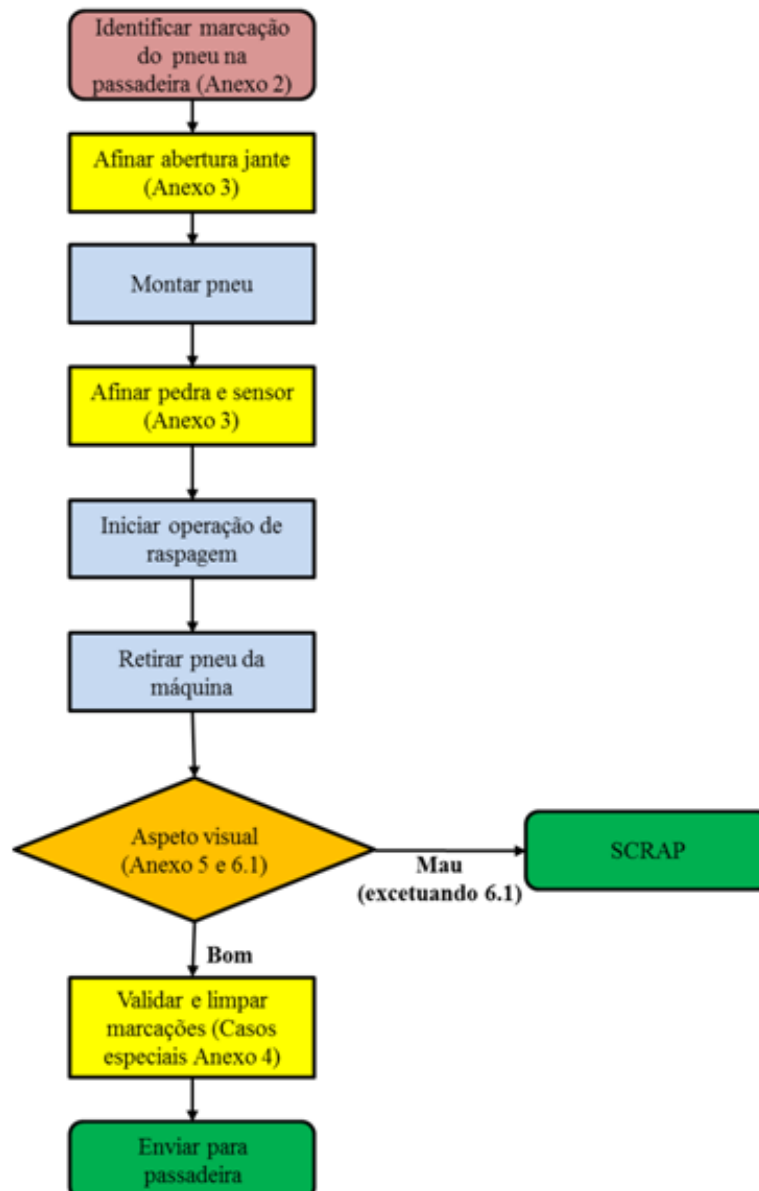 Identificar marcação
do pneu na
passadeira (Anexo 2)
Afinar abertura jante
(Anexo 3)
Montar pneu
Afinar pedra e sensor
(Anexo 3)
Iniciar operação de
raspagem
Retirar pneu da
máquina
Aspeto visual
(Anexo 5 e 6.1)
Mau
(excetuando 6.1)
SCRAP
Bom
Validar e limpar
marcações (Casos
especiais Anexo 4)
Enviar para
passadeira